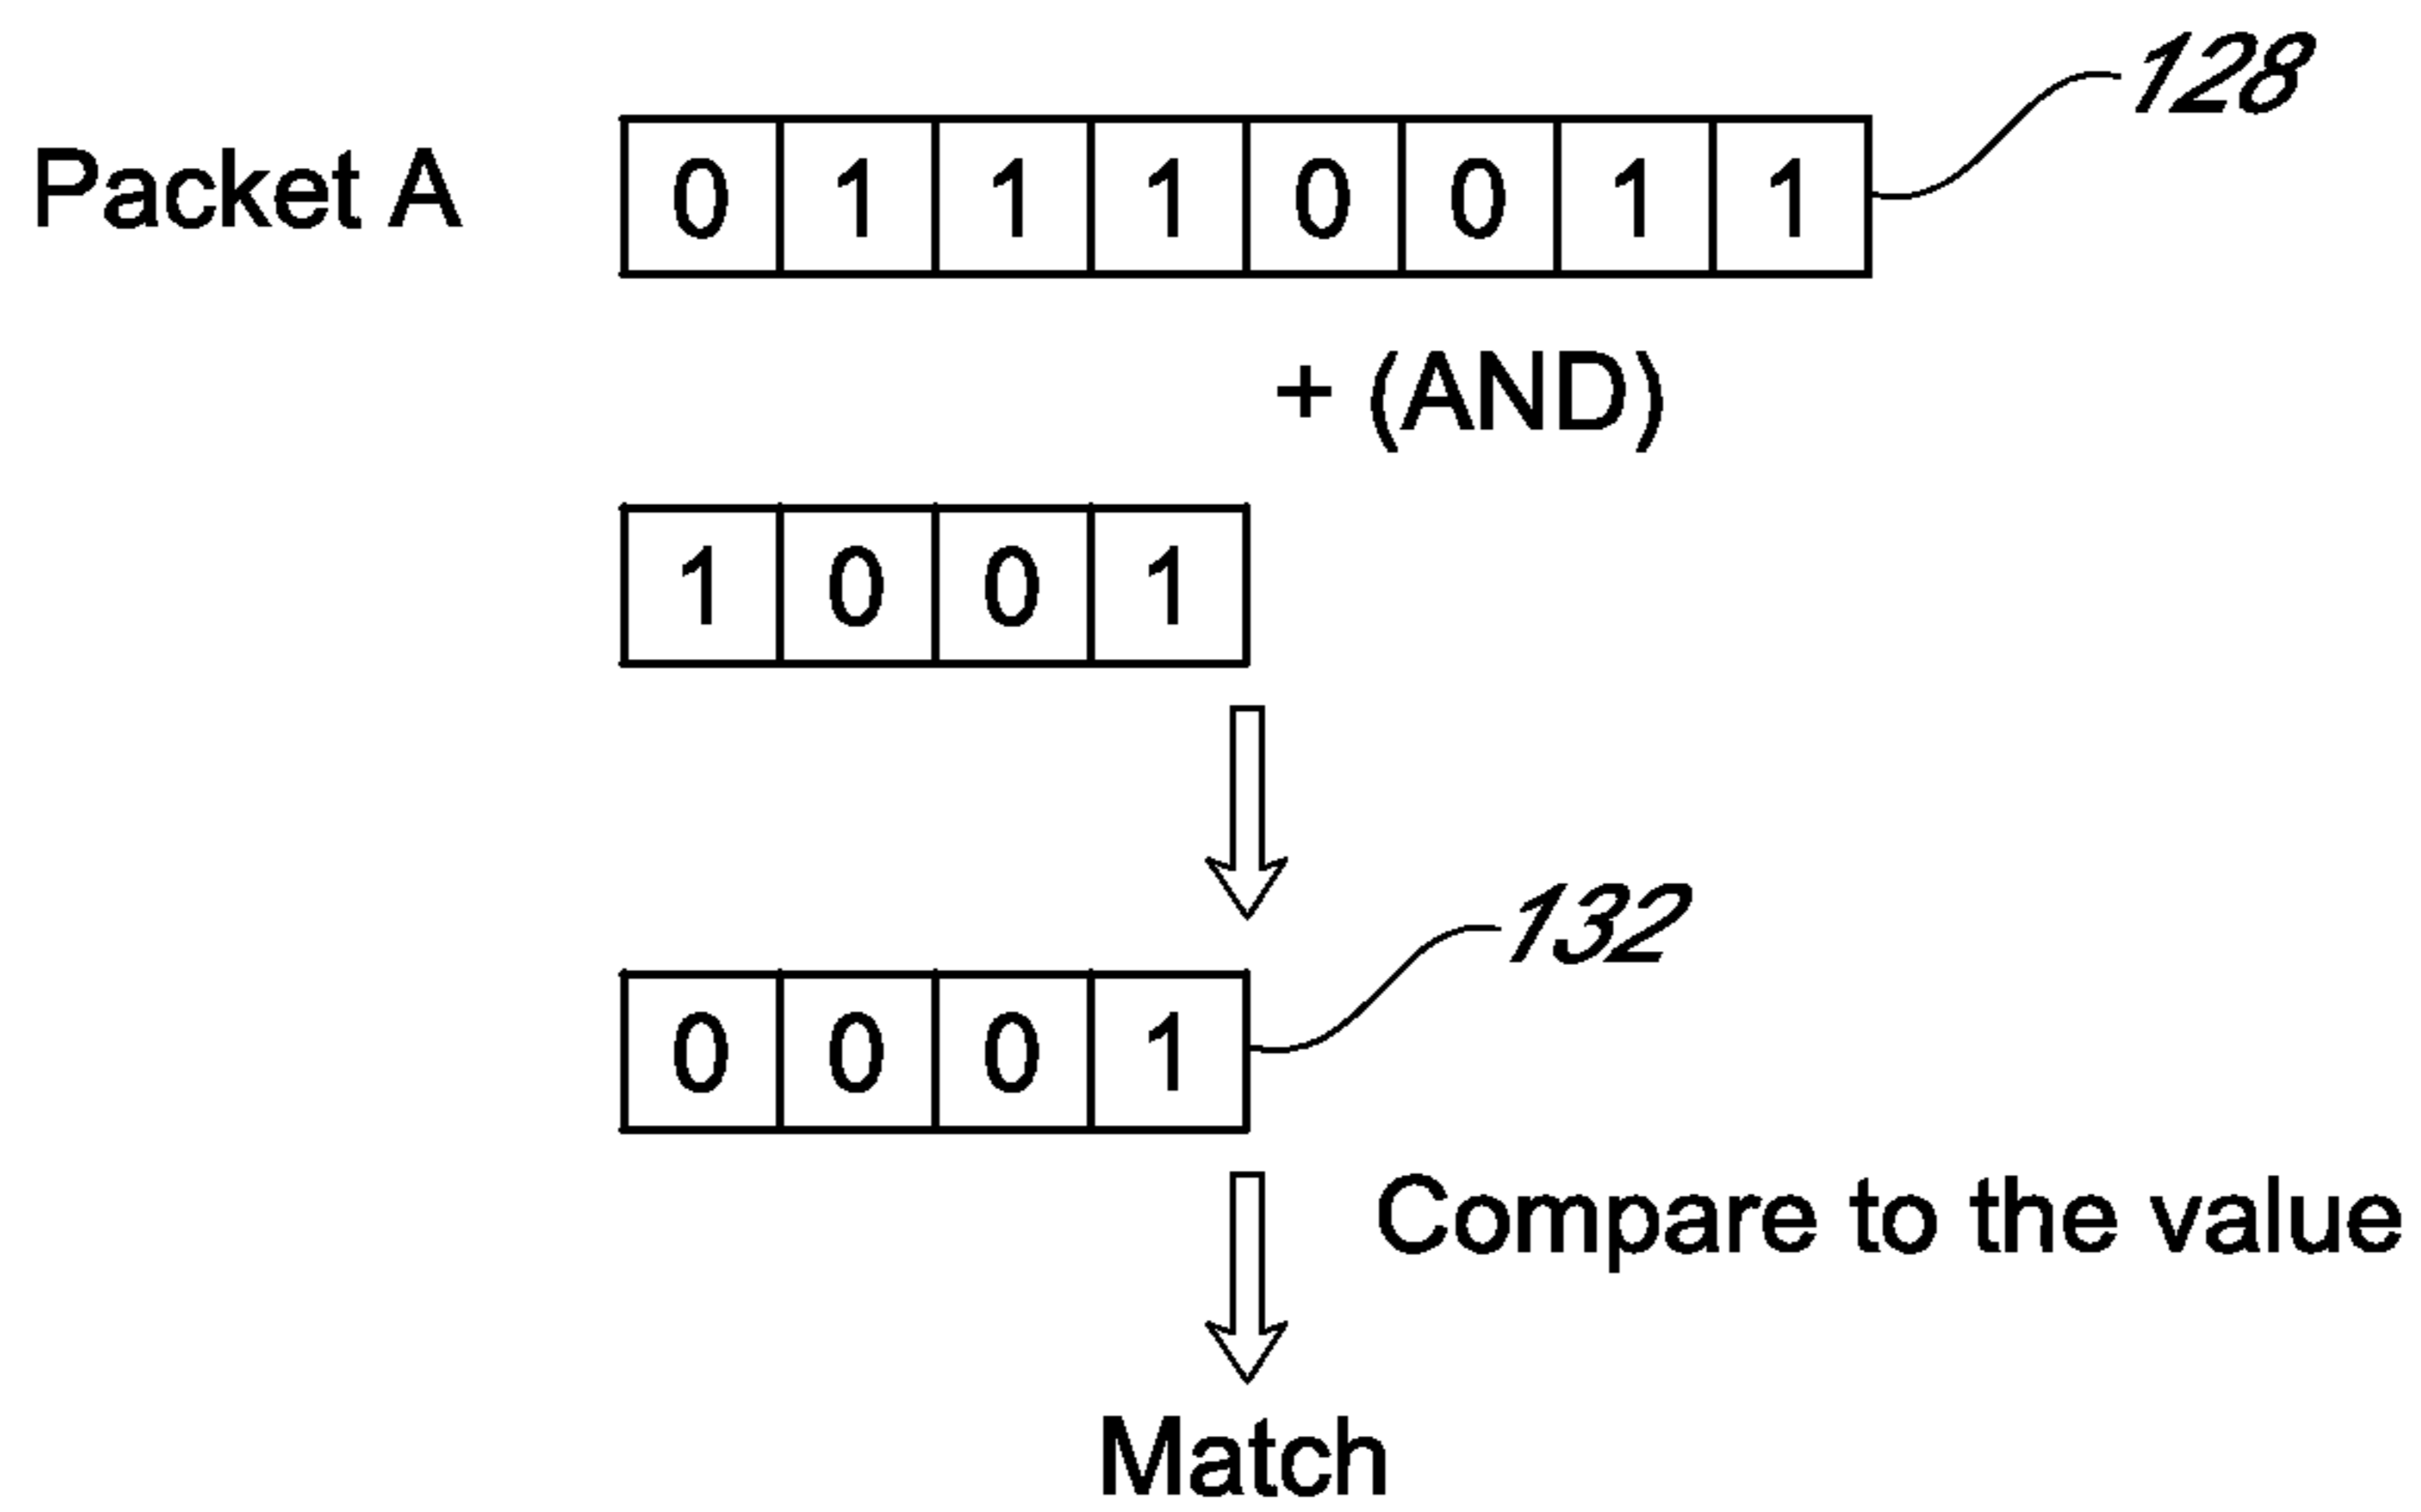 128
Packet A 0 1 1 1 0 0 1 1
+ (AND)
1 0 0 1
132
0 0 0 1
Compare to the value
Match